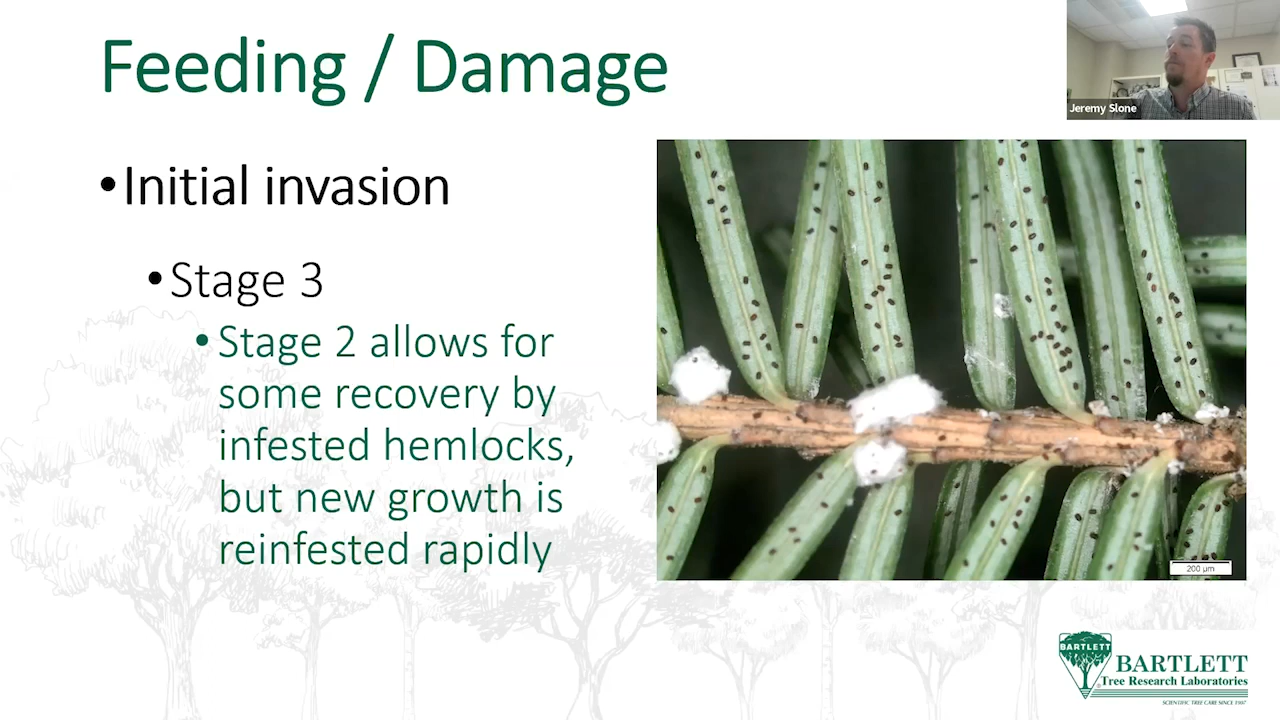 Feeding / Damage
Jeremy Slone
•Initial invasion
•Stage 3
•Stage 2 allows for
some recovery by
infested hemlocks,
but new growth is
reinfested rapidly
200 µm
BARTLETT
BARTLETT
Tree Research Laboratories
SCIENTIFIC TREE CARE SINCE 1907